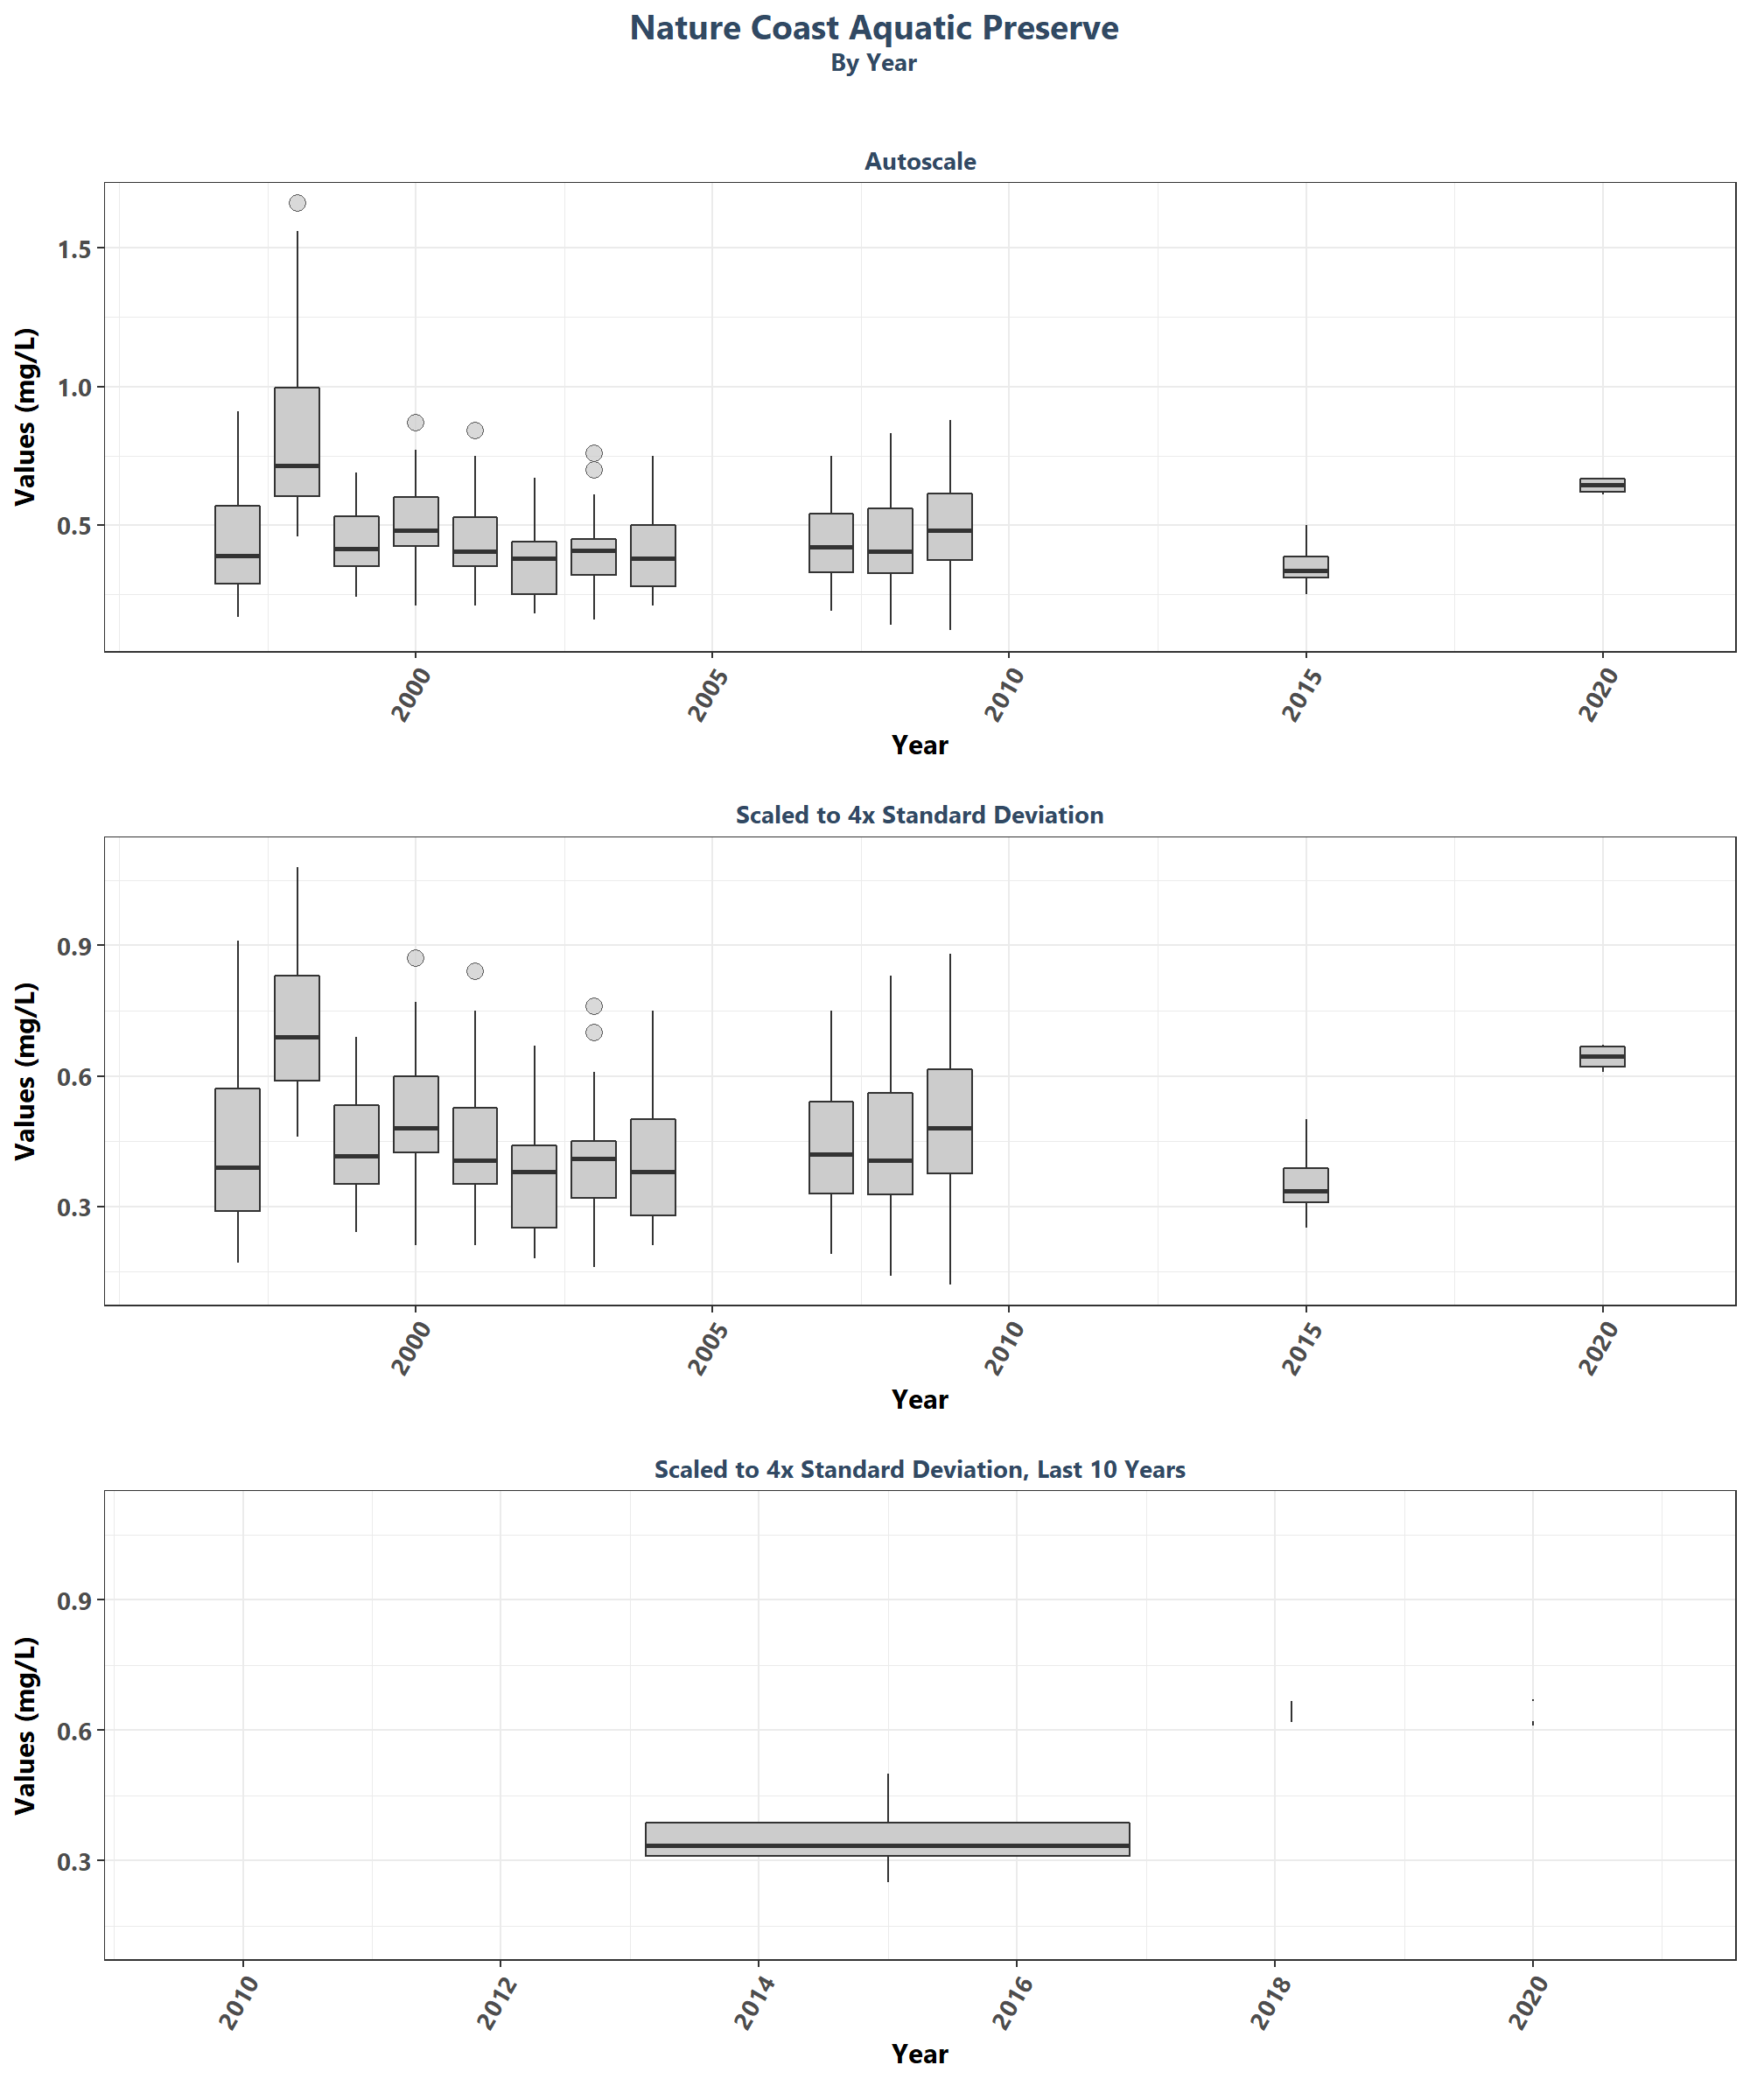 Nature Coast Aquatic Preserve
By Year
Autoscale
Values (mg/L)
1.5
1.0
0.5
2000
2005
2010
2015
2020
Year
Scaled to 4x Standard Deviation
Values (mg/L)
0.9
0.6
0.3
2000
2005
2010
2015
2020
Year
Scaled to 4x Standard Deviation, Last 10 Years
Values (mg/L)
0.9
0.6
0.3
2010
2012
2014
2016
2018
2020
Year